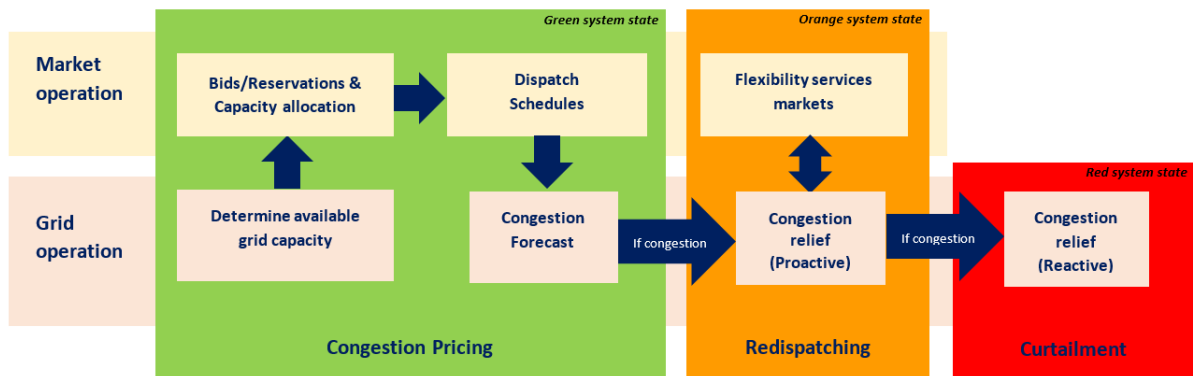 Green system state
Orange system state
Market
operation
Bids/Reservations &
Capacity allocation
Dispatch
Schedules
Flexibility services
markets
Red system state
Grid
operation
Determine available
grid capacity
Congestion
Forecast
If congestion
Congestion
relief
(Proactive)
If congestion
Congestion
relief
(Reactive)
Congestion Pricing
Redispatching
Curtailment